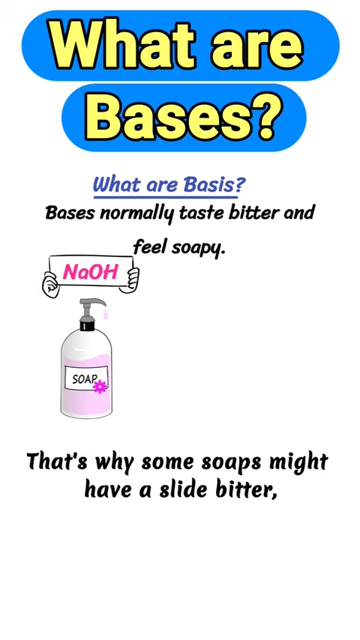 What are
Bases?
What are Basis?
Bases normally taste bitter and
feel soapy.
NaOH
SOAP
That's why some soaps might
have a slide bitter,